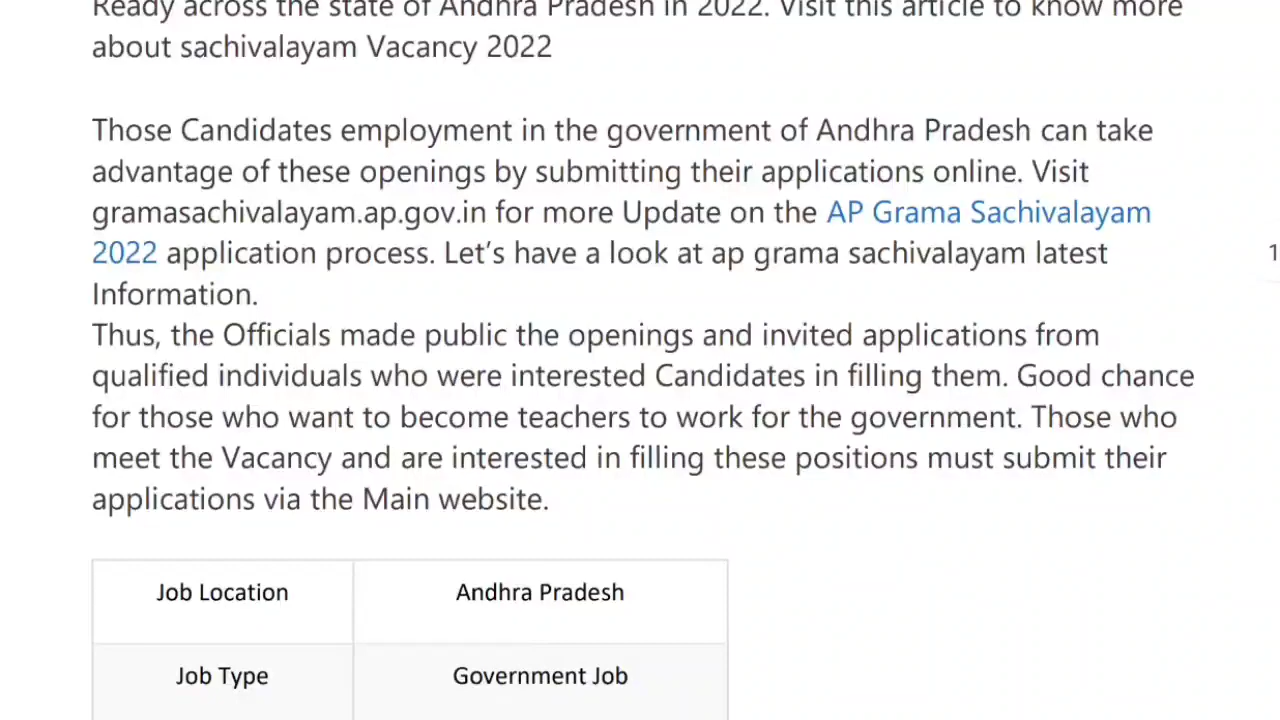 Ready across the state of Andhra Pradesh in 2022. Visit this article to know more
about sachivalayam Vacancy 2022
Those Candidates employment in the government of Andhra Pradesh can take
advantage of these openings by submitting their applications online. Visit
gramasachivalayam.ap.gov.in for more Update on the AP Grama Sachivalayam
2022 application process. Let’s have a look at ap grama sachivalayam latest
1
Information.
Thus, the Officials made public the openings and invited applications from
qualified individuals who were interested Candidates in filling them. Good chance
for those who want to become teachers to work for the government. Those who
meet the Vacancy and are interested in filling these positions must submit their
applications via the Main website.
Job Location Andhra Pradesh
Job Type Government Job